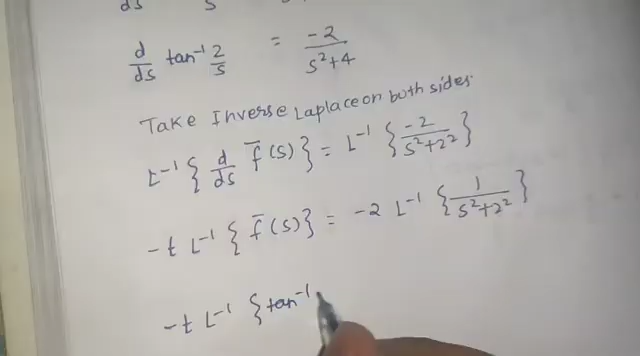 d/ds tan⁻¹ 2/s = -2/(s²+4)
Take Inverse Laplace on both sides.
L⁻¹ { d/ds f̄(s) } = L⁻¹ { -2/(s²+2²) }
-t L⁻¹ { f̄(s) } = -2 L⁻¹ { 1/(s²+2²) }
-t L⁻¹ { tan⁻¹